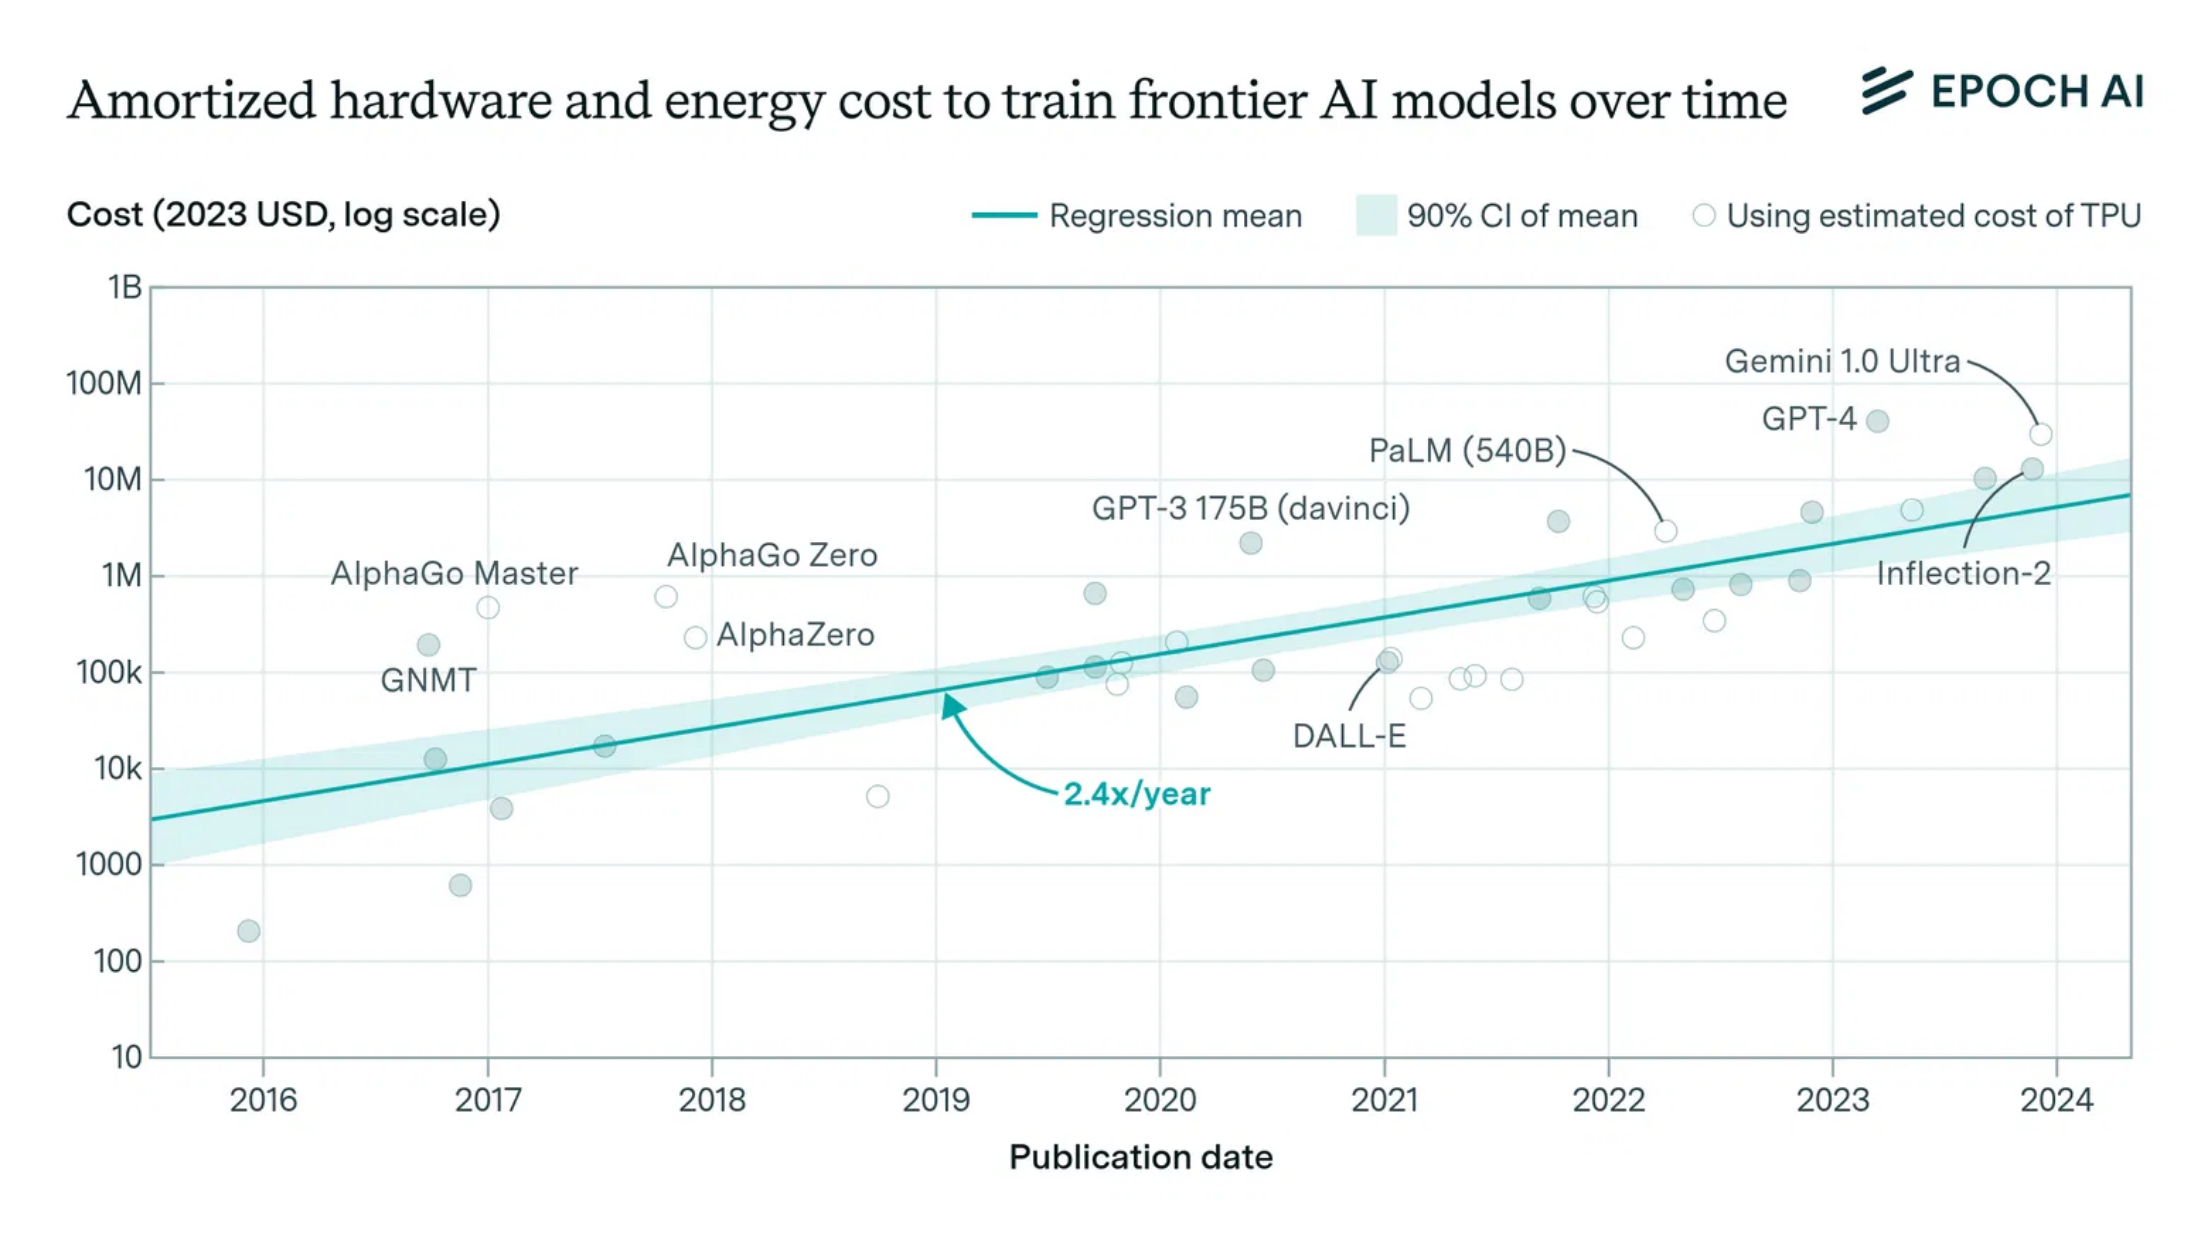 Amortized hardware and energy cost to train frontier AI models over time
EPOCH AI
Cost (2023 USD, log scale)
Regression mean
90% CI of mean
Using estimated cost of TPU
1B
100M
10M
1M
100k
10k
1000
100
10
Gemini 1.0 Ultra
GPT-4
PaLM (540B)
GPT-3 175B (davinci)
AlphaGo Zero
AlphaGo Master
Inflection-2
AlphaZero
GNMT
DALL-E
2.4x/year
2016
2017
2018
2019
2020
2021
2022
2023
2024
Publication date